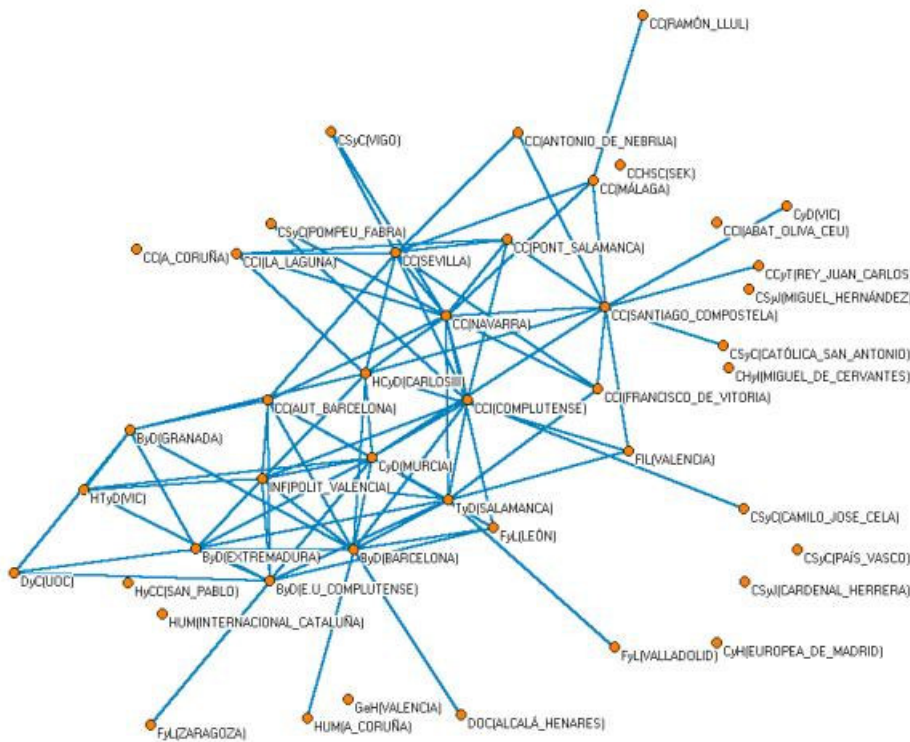 CC(RAMÓN_LLUL)
CSyC(VIGO)
CC(ANTONIO_DE_NEBRIJA)
CCHSC(SEK)
CC(MÁLAGA)
CyD(VIC)
CSyC(POMPEU_FABRA)
CCI(ABAT_OLIVA_CEU)
CC(A_CORUÑA)
CCI(LA_LAGUNA)
CC(SEVILLA)
CC(PONT_SALAMANCA)
CCyT(REY_JUAN_CARLOS
CSyJ(MIGUEL_HERNÁNDEZ)
CC(NAVARRA)
CC(SANTIAGO_COMPOSTELA)
CSyC(CATÓLICA_SAN_ANTONIO)
CHyI(MIGUEL_DE_CERVANTES)
HCyD(CARLOSIII)
CCI(FRANCISCO_DE_VITORIA)
CC(AUT_BARCELONA)
CCI(COMPLUTENSE)
ByD(GRANADA)
FIL(VALENCIA)
CyD(MURCIA)
INF(POLIT_VALENCIA)
HTyD(VIC)
TyD(SALAMANCA)
CSyC(CAMILO_JOSE_CELA)
FyL(LEÓN)
ByD(EXTREMADURA)
ByD(BARCELONA)
CSyC(PAÍS_VASCO)
DyC(UOC)
HyCC(SAN_PABLO)
ByD(E.U_COMPLUTENSE)
CSyJ(CARDENAL_HERRERA)
HUM(INTERNACIONAL_CATALUÑA)
FyL(VALLADOLID)
CyH(EUROPEA_DE_MADRID)
GeH(VALENCIA)
FyL(ZARAGOZA)
HUM(A_CORUÑA)
DOC(ALCALÁ_HENARES)